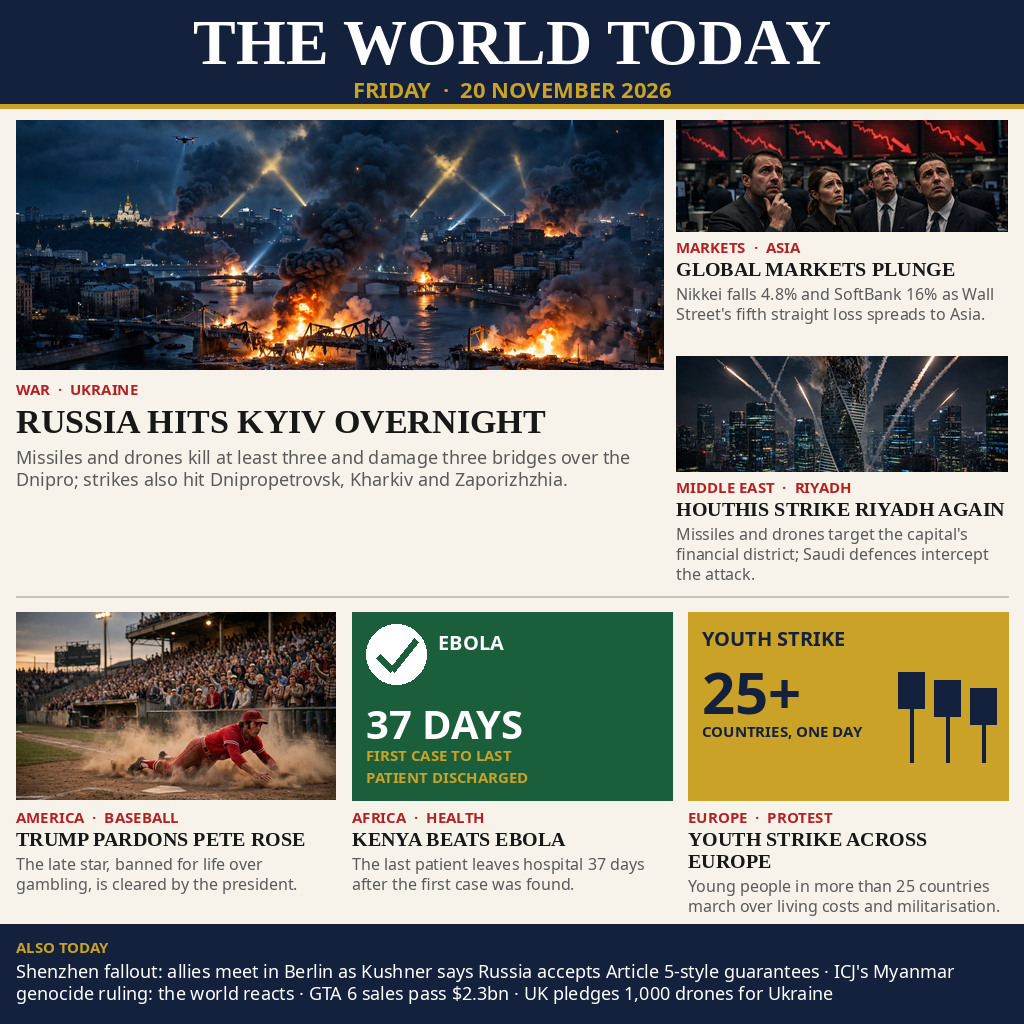 THE WORLD TODAY
FRIDAY · 20 NOVEMBER 2026
WAR · UKRAINE
RUSSIA HITS KYIV OVERNIGHT
Missiles and drones kill at least three and damage three bridges over the
Dnipro; strikes also hit Dnipropetrovsk, Kharkiv and Zaporizhzhia.
MARKETS · ASIA
GLOBAL MARKETS PLUNGE
Nikkei falls 4.8% and SoftBank 16% as Wall
Street's fifth straight loss spreads to Asia.
MIDDLE EAST · RIYADH
HOUTHIS STRIKE RIYADH AGAIN
Missiles and drones target the capital's
financial district; Saudi defences intercept
the attack.
AMERICA · BASEBALL
TRUMP PARDONS PETE ROSE
The late star, banned for life over
gambling, is cleared by the president.
EBOLA
37 DAYS
FIRST CASE TO LAST
PATIENT DISCHARGED
AFRICA · HEALTH
KENYA BEATS EBOLA
The last patient leaves hospital 37 days
after the first case was found.
YOUTH STRIKE
25+
COUNTRIES, ONE DAY
EUROPE · PROTEST
YOUTH STRIKE ACROSS
EUROPE
Young people in more than 25 countries
march over living costs and militarisation.
ALSO TODAY
Shenzhen fallout: allies meet in Berlin as Kushner says Russia accepts Article 5-style guarantees · ICJ's Myanmar
genocide ruling: the world reacts · GTA 6 sales pass $2.3bn · UK pledges 1,000 drones for Ukraine